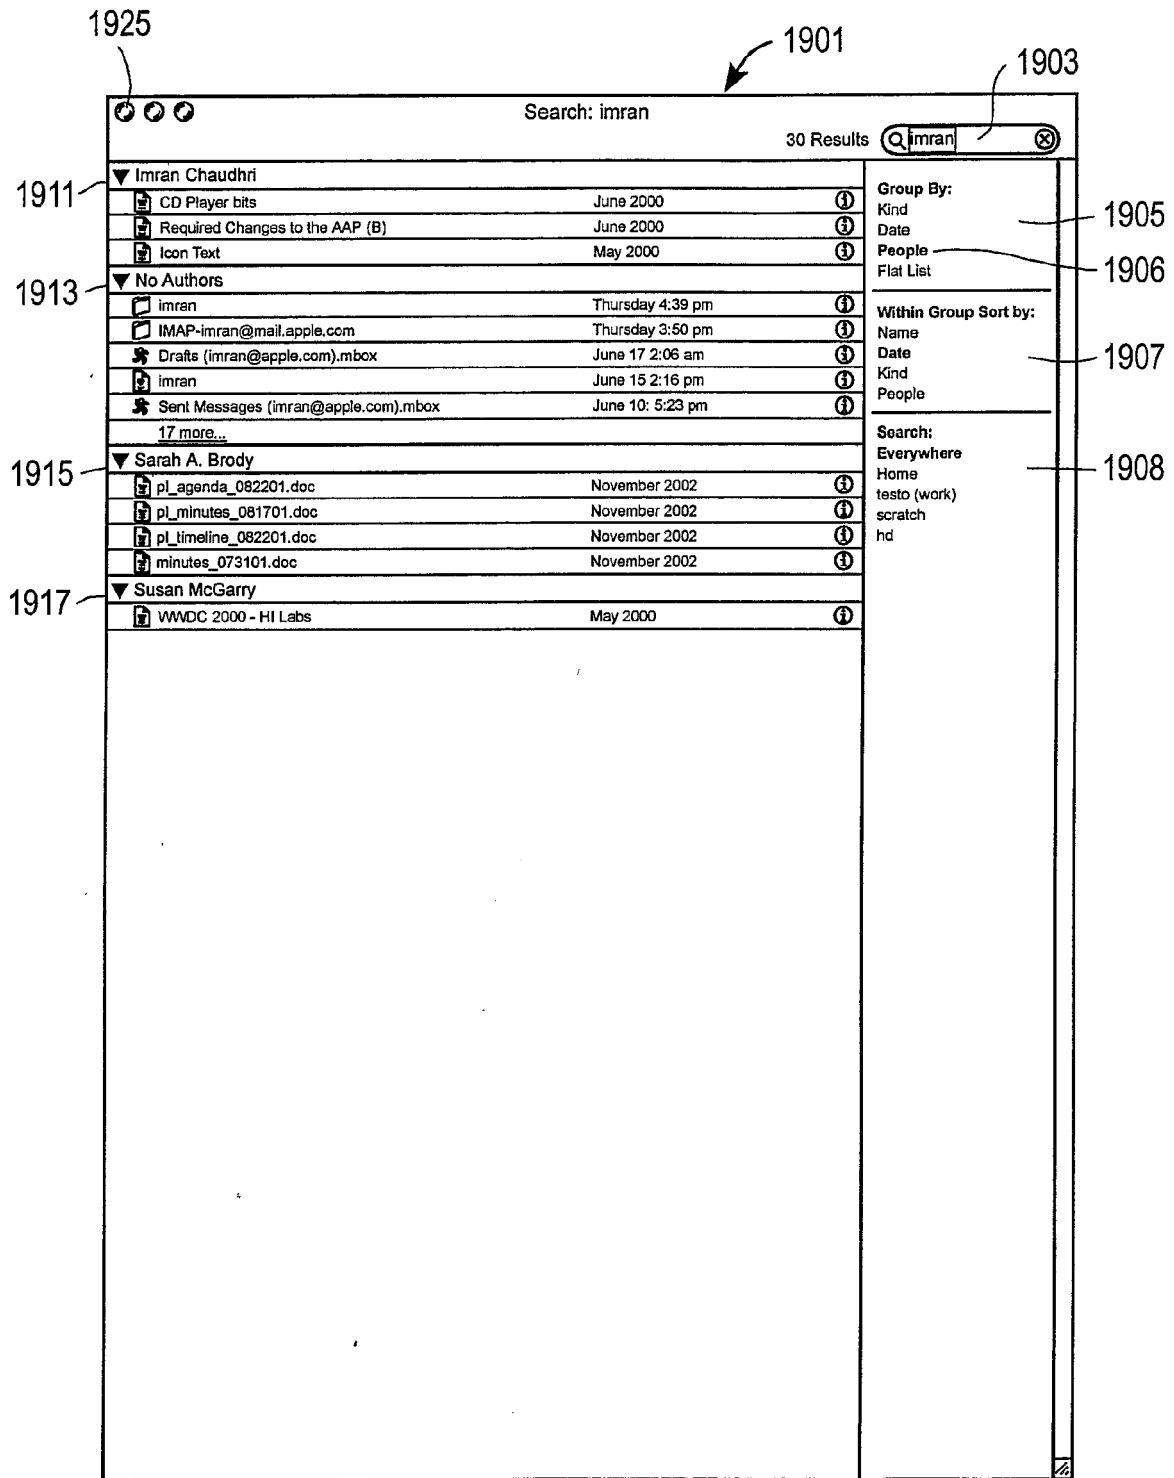 1925
1901
1903
Search: imran
30 Results
imran
1911
Imran Chaudhri
CD Player bits June 2000
Required Changes to the AAP (B) June 2000
Icon Text May 2000
1913
No Authors
imran Thursday 4:39 pm
IMAP-imran@mail.apple.com Thursday 3:50 pm
Drafts (imran@apple.com).mbox June 17 2:06 am
imran June 15 2:16 pm
Sent Messages (imran@apple.com).mbox June 10: 5:23 pm
17 more...
1915
Sarah A. Brody
pl_agenda_082201.doc November 2002
pl_minutes_081701.doc November 2002
pl_timeline_082201.doc November 2002
minutes_073101.doc November 2002
1917
Susan McGarry
WWDC 2000 - HI Labs May 2000
Group By:
Kind
Date
People
Flat List
1905
1906
Within Group Sort by:
Name
Date
Kind
People
1907
Search:
Everywhere
Home
testo (work)
scratch
hd
1908